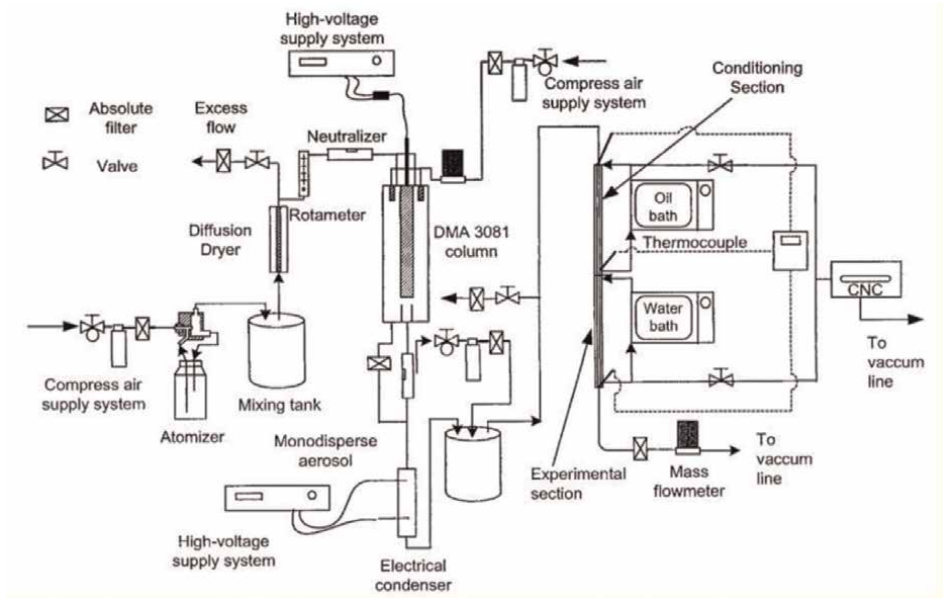 High-voltage
supply system
Absolute
filter
Valve
Excess
flow
Neutralizer
Rotameter
Diffusion
Dryer
DMA 3081
column
Compress air
supply system
Conditioning
Section
Oil
bath
Thermocouple
Water
bath
CNC
To
vaccum
line
Compress air
supply system
Atomizer
Mixing tank
Monodisperse
aerosol
High-voltage
supply system
Electrical
condenser
Experimental
section
Mass
flowmeter
To
vaccum
line